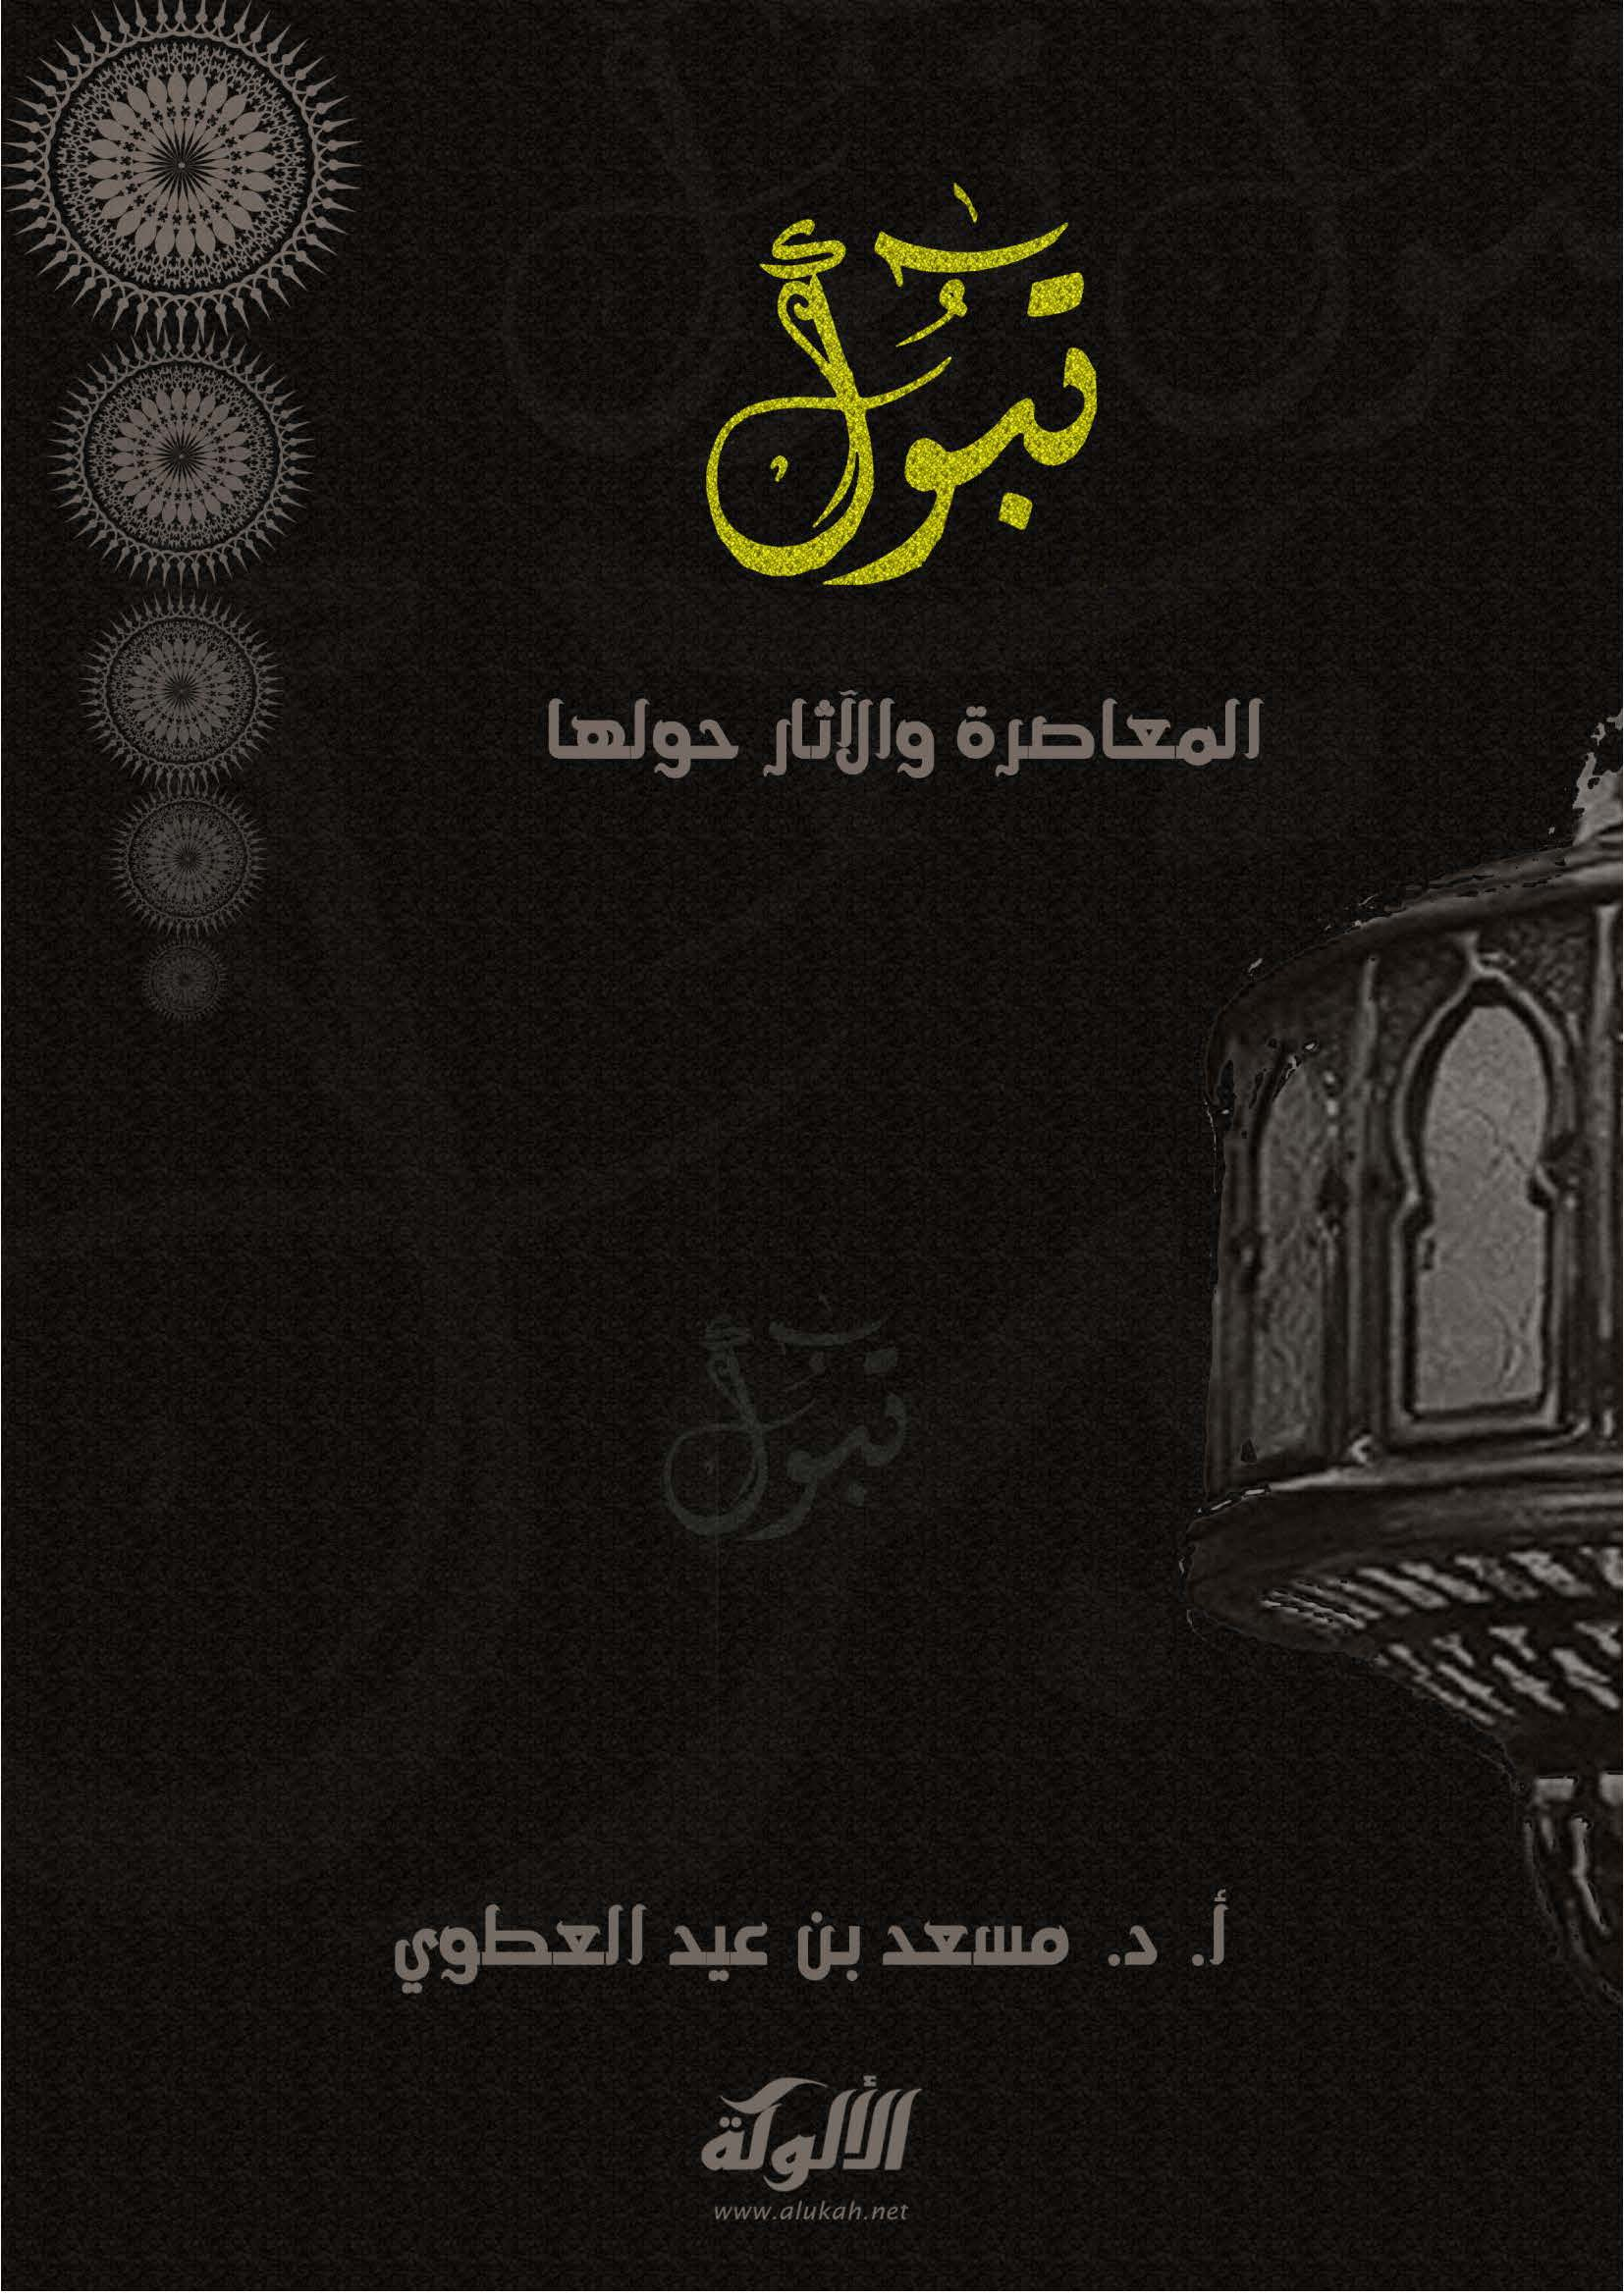 تبوك
المعاصرة والآثار حولها
تبوك
أ. د. مسعد بن عيد العطوي
الألوكة
www.alukah.net